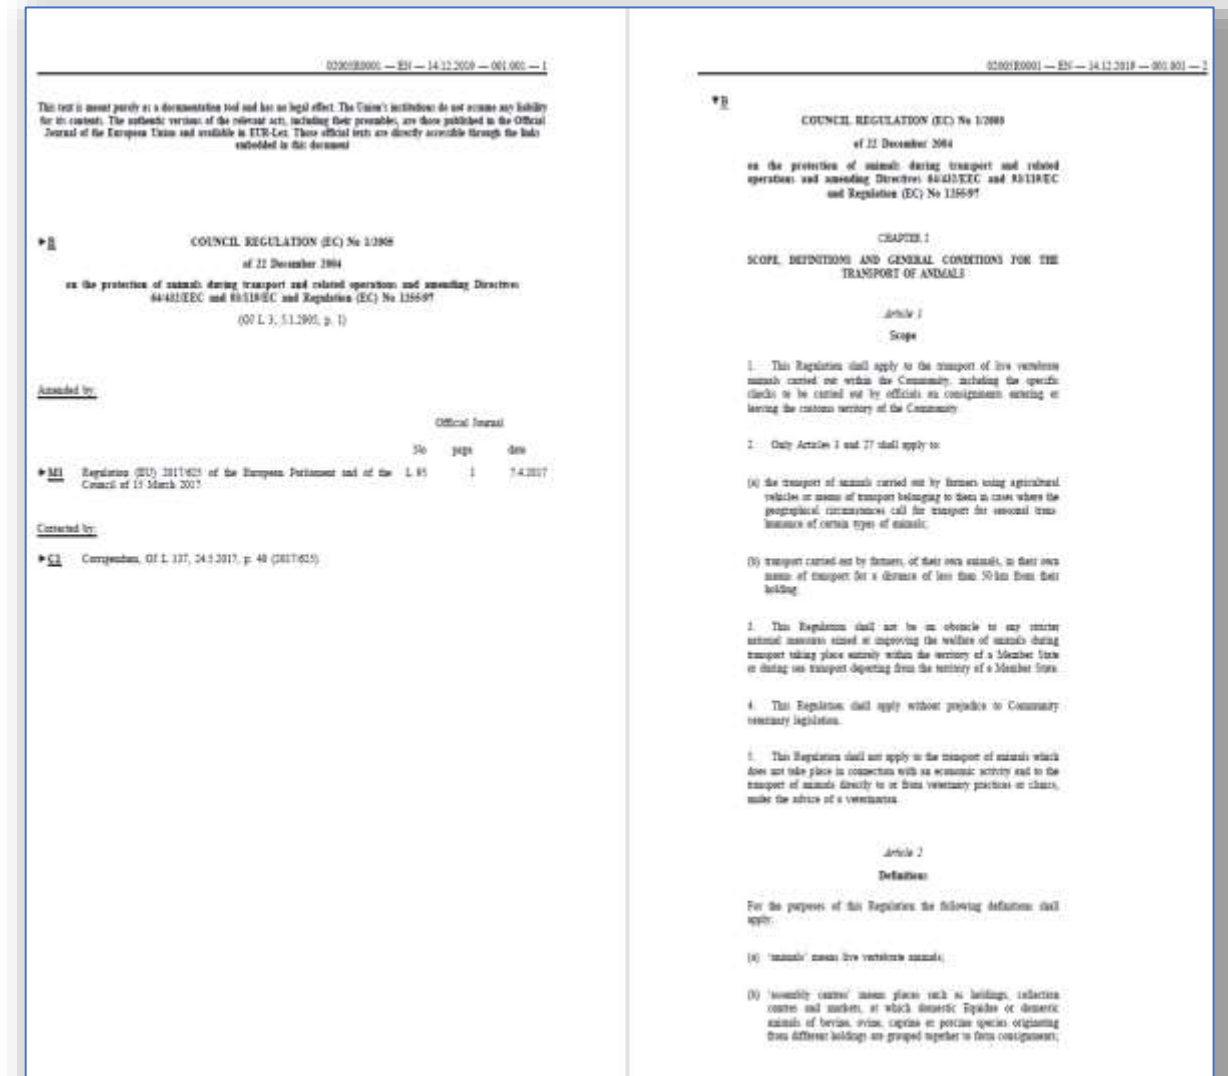 02005R0001 — EN — 14.12.2019 — 001.001 — 1
This text is meant purely as a documentation tool and has no legal effect. The Union's institutions do not assume any liability
for its contents. The authentic versions of the relevant acts, including their preambles, are those published in the Official
Journal of the European Union and available in EUR-Lex. Those official texts are directly accessible through the links
embedded in this document
►B
COUNCIL REGULATION (EC) No 1/2005
of 22 December 2004
on the protection of animals during transport and related operations and amending Directives
64/432/EEC and 93/119/EC and Regulation (EC) No 1255/97
(OJ L 3, 5.1.2005, p. 1)
Amended by:
Official Journal
No page date
►M1 Regulation (EU) 2017/625 of the European Parliament and of the L 95 1 7.4.2017
Council of 15 March 2017
Corrected by:
►C1 Corrigendum, OJ L 137, 24.5.2017, p. 40 (2017/625)
02005R0001 — EN — 14.12.2019 — 001.001 — 2
▼B
COUNCIL REGULATION (EC) No 1/2005
of 22 December 2004
on the protection of animals during transport and related
operations and amending Directives 64/432/EEC and 93/119/EC
and Regulation (EC) No 1255/97
CHAPTER I
SCOPE, DEFINITIONS AND GENERAL CONDITIONS FOR THE
TRANSPORT OF ANIMALS
Article 1
Scope
1. This Regulation shall apply to the transport of live vertebrate
animals carried out within the Community, including the specific
checks to be carried out by officials on consignments entering or
leaving the customs territory of the Community.
2. Only Articles 3 and 27 shall apply to:
(a) the transport of animals carried out by farmers using agricultural
vehicles or means of transport belonging to them in cases where the
geographical circumstances call for transport for seasonal trans-
humance of certain types of animals;
(b) transport carried out by farmers, of their own animals, in their own
means of transport for a distance of less than 50 km from their
holding.
3. This Regulation shall not be an obstacle to any stricter
national measures aimed at improving the welfare of animals during
transport taking place entirely within the territory of a Member State
or during sea transport departing from the territory of a Member State.
4. This Regulation shall apply without prejudice to Community
veterinary legislation.
5. This Regulation shall not apply to the transport of animals which
does not take place in connection with an economic activity and to the
transport of animals directly to or from veterinary practices or clinics,
under the advice of a veterinarian.
Article 2
Definitions
For the purposes of this Regulation the following definitions shall
apply:
(a) 'animals' means live vertebrate animals;
(b) 'assembly centres' means places such as holdings, collection
centres and markets, at which domestic Equidae or domestic
animals of bovine, ovine, caprine or porcine species originating
from different holdings are grouped together to form consignments;